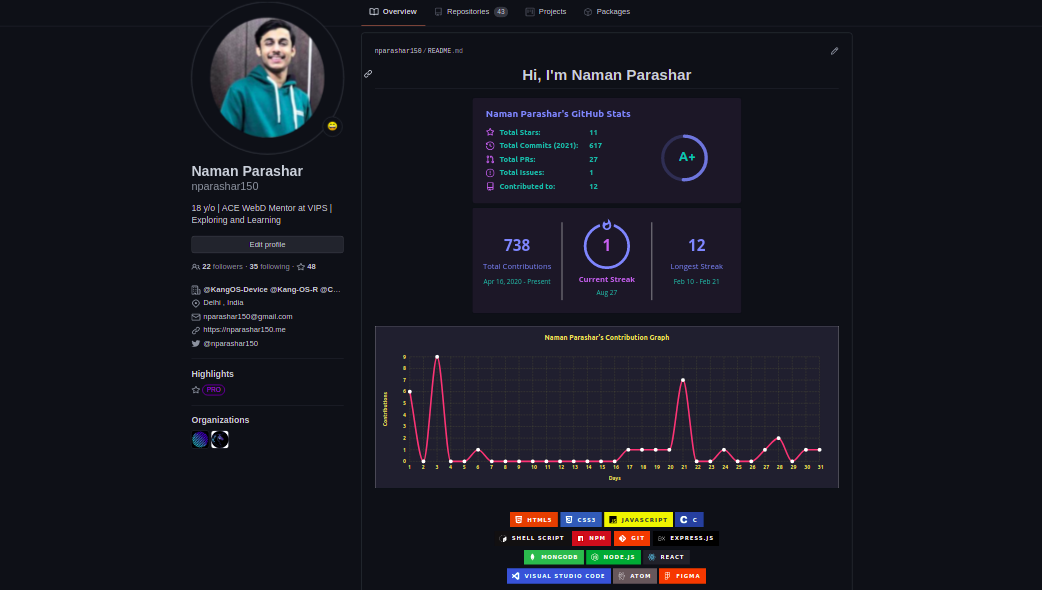 Overview Repositories 43 Projects Packages
nparashar150/README.md
Hi, I'm Naman Parashar
Naman Parashar's GitHub Stats
Total Stars: 11
Total Commits (2021): 617
Total PRs: 27
Total Issues: 1
Contributed to: 12
A+
738
Total Contributions
Apr 16, 2020 - Present
1
Current Streak
Aug 27
12
Longest Streak
Feb 10 - Feb 21
Naman Parashar's Contribution Graph
Contributions
9
8
7
6
5
4
3
2
1
0
1 2 3 4 5 6 7 8 9 10 11 12 13 14 15 16 17 18 19 20 21 22 23 24 25 26 27 28 29 30 31
Days
HTML5 CSS3 JAVASCRIPT C
SHELL SCRIPT NPM GIT EXPRESS.JS
MONGODB NODE.JS REACT
VISUAL STUDIO CODE ATOM FIGMA
Naman Parashar
nparashar150
18 y/o | ACE WebD Mentor at VIPS |
Exploring and Learning
Edit profile
22 followers · 35 following · 48
@KangOS-Device @Kang-OS-R @C...
Delhi , India
nparashar150@gmail.com
https://nparashar150.me
@nparashar150
Highlights
PRO
Organizations